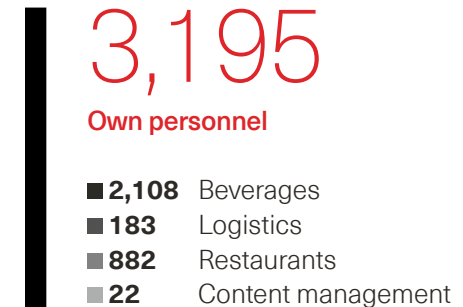 3,195
Own personnel
2,108 Beverages
183 Logistics
882 Restaurants
22 Content management